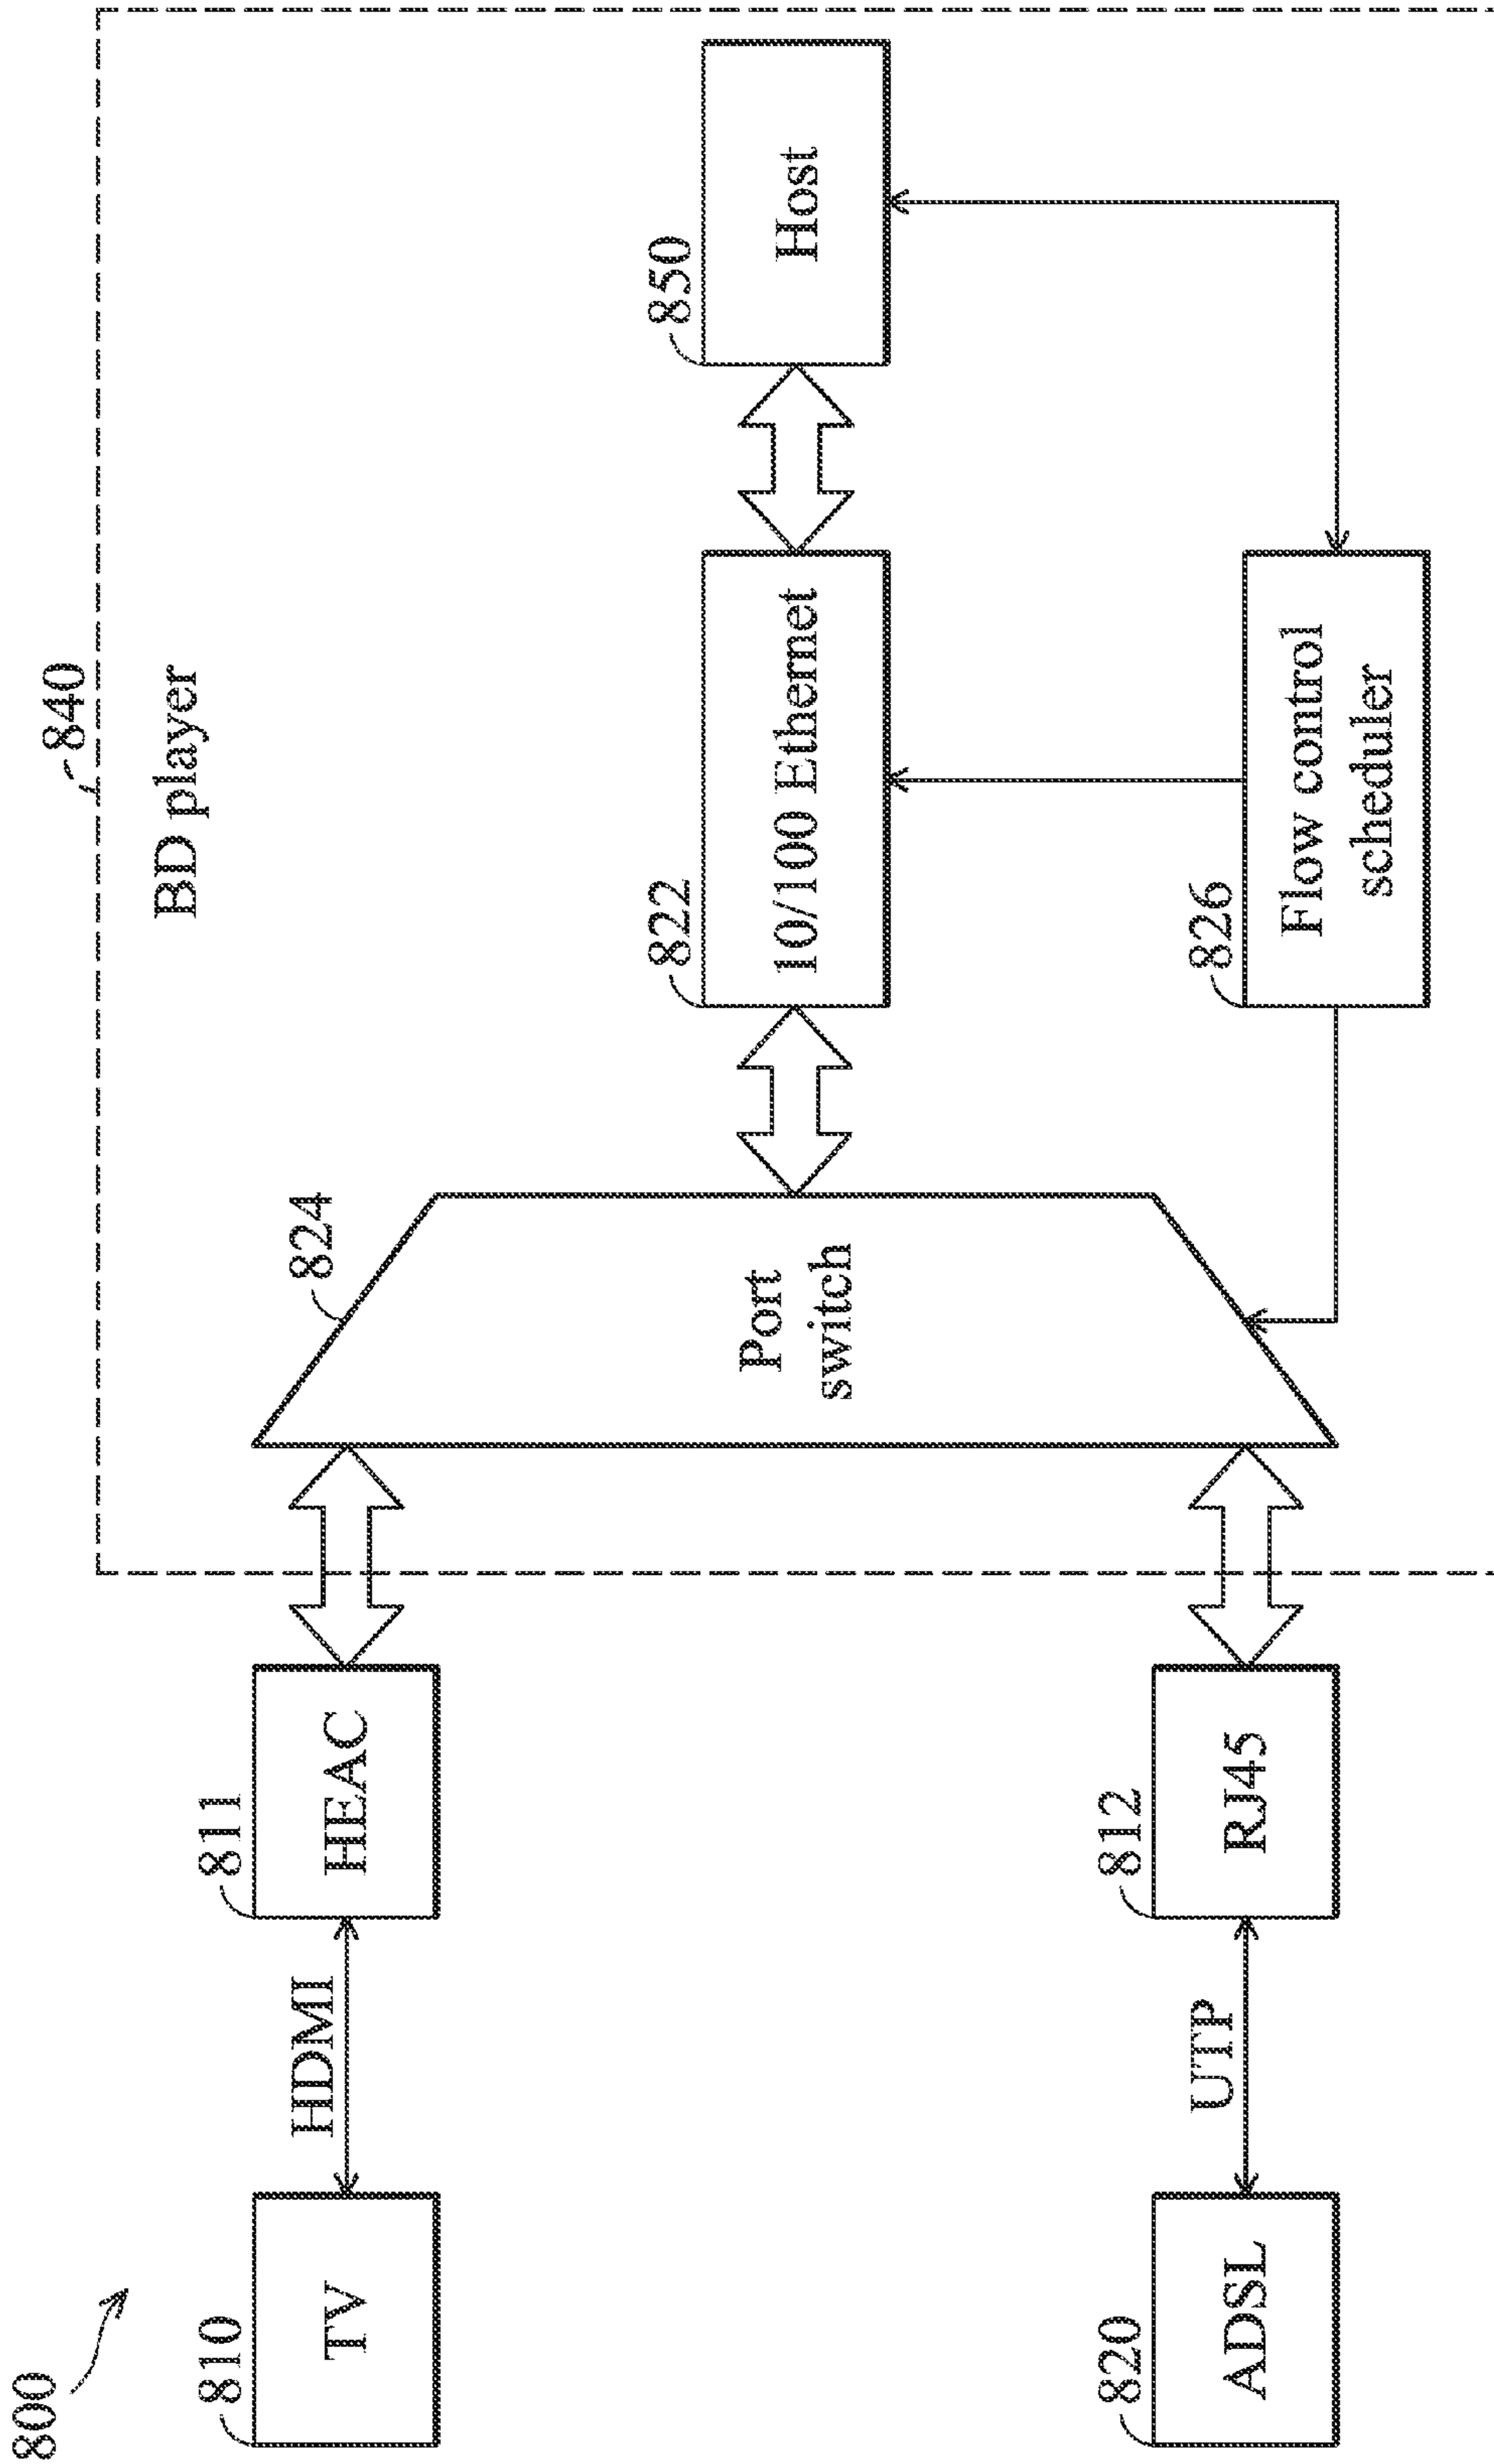 800
840
BD player
810
TV
HDMI
811
HEAC
824
Port
switch
822
10/100 Ethernet
850
Host
820
ADSL
UTP
812
RJ45
826
Flow control
scheduler